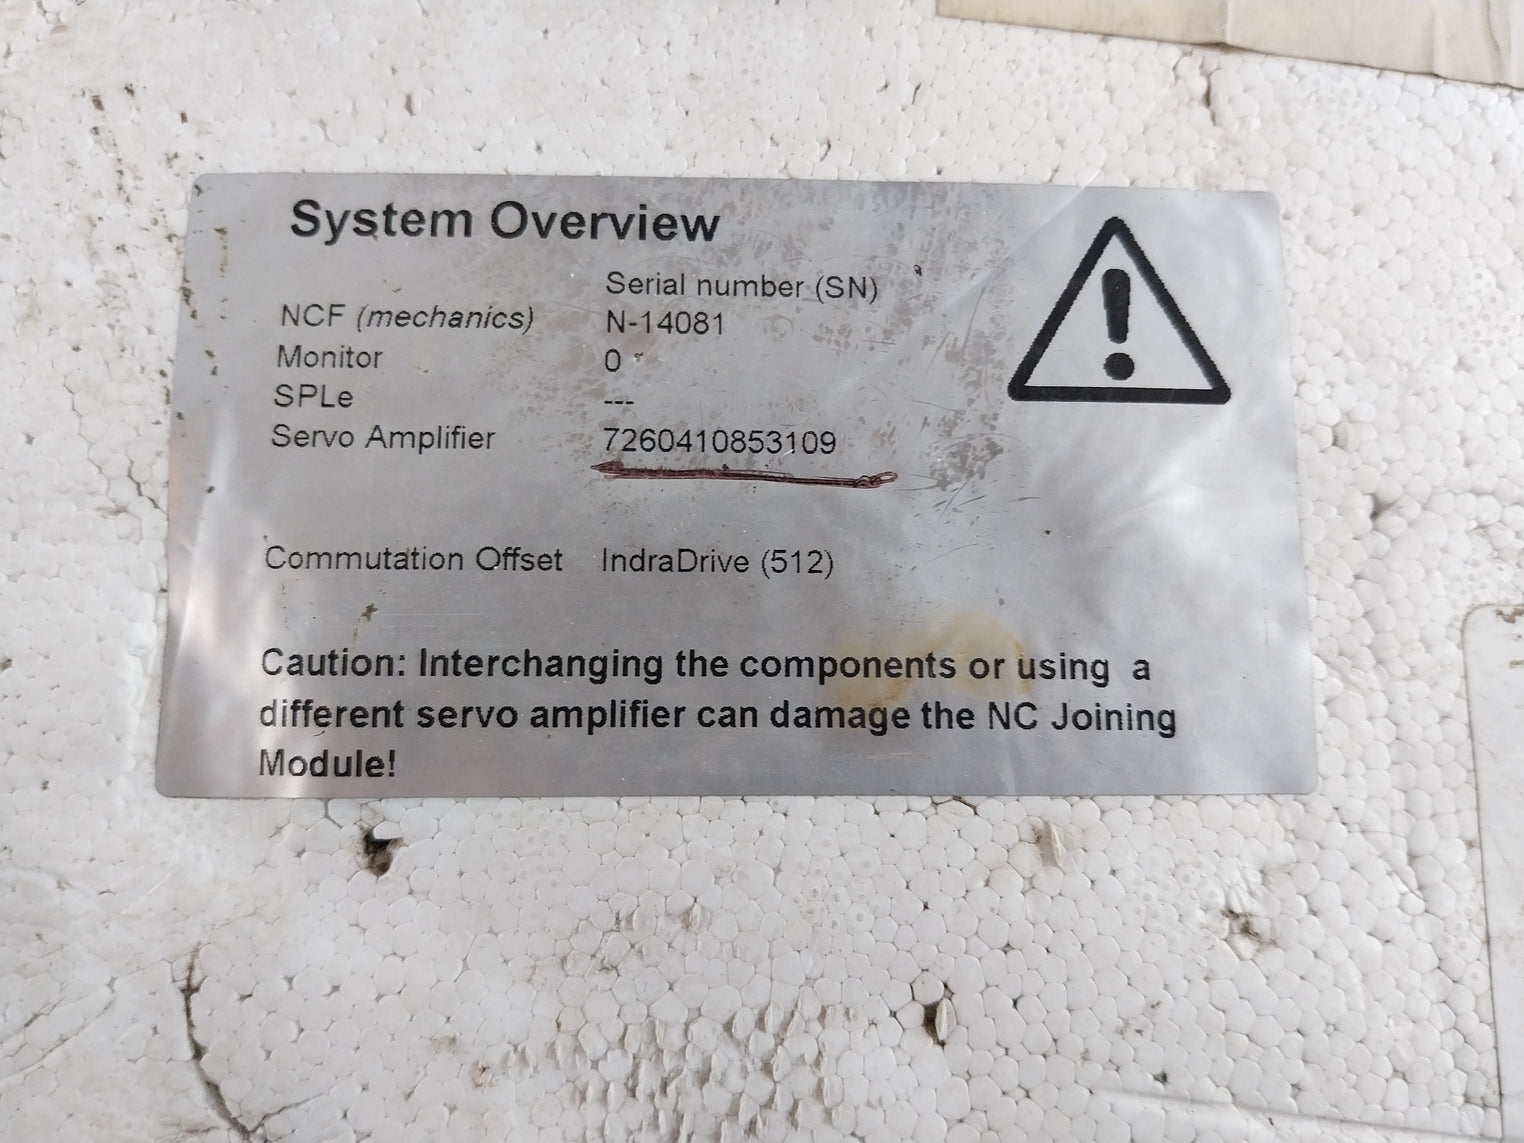 System Overview
Serial number (SN)
NCF (mechanics) N-14081
Monitor 0
SPLe ---
Servo Amplifier 7260410853109
Commutation Offset IndraDrive (512)
Caution: Interchanging the components or using a
different servo amplifier can damage the NC Joining
Module!